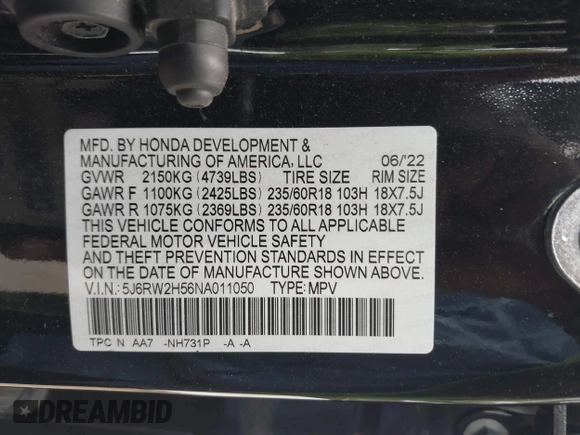 MFD. BY HONDA DEVELOPMENT &
MANUFACTURING OF AMERICA, LLC 06/'22
GVWR 2150KG (4739LBS) TIRE SIZE RIM SIZE
GAWR F 1100KG (2425LBS) 235/60R18 103H 18X7.5J
GAWR R 1075KG (2369LBS) 235/60R18 103H 18X7.5J
THIS VEHICLE CONFORMS TO ALL APPLICABLE
FEDERAL MOTOR VEHICLE SAFETY
AND THEFT PREVENTION STANDARDS IN EFFECT
ON THE DATE OF MANUFACTURE SHOWN ABOVE.
V.I.N.: 5J6RW2H56NA011050 TYPE: MPV
TPC N AA7 -NH731P -A -A
DREAMBID